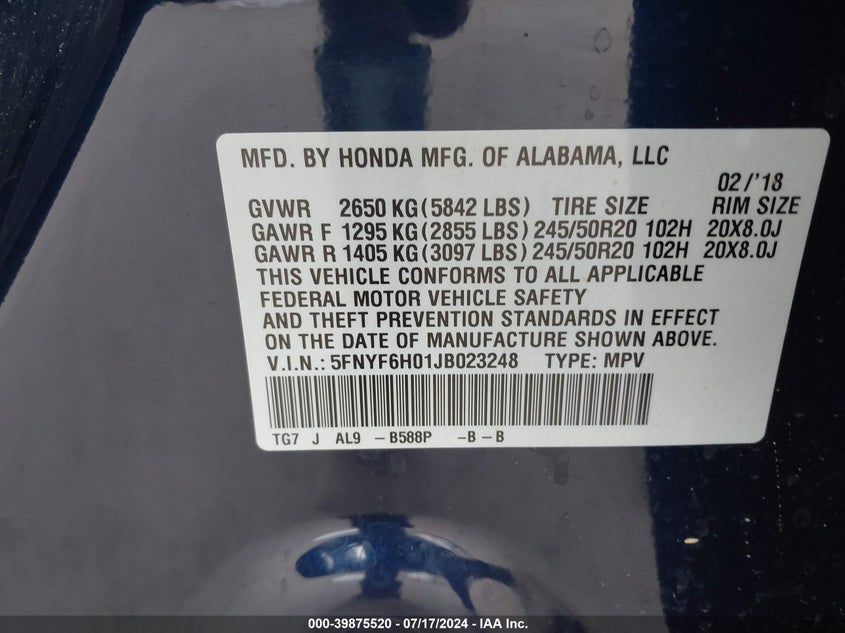 MFD. BY HONDA MFG. OF ALABAMA, LLC
02/'18
GVWR 2650 KG(5842 LBS) TIRE SIZE RIM SIZE
GAWR F 1295 KG(2855 LBS)245/50R20 102H 20X8.0J
GAWR R 1405 KG(3097 LBS)245/50R20 102H 20X8.0J
THIS VEHICLE CONFORMS TO ALL APPLICABLE
FEDERAL MOTOR VEHICLE SAFETY
AND THEFT PREVENTION STANDARDS IN EFFECT
ON THE DATE OF MANUFACTURE SHOWN ABOVE.
V.I.N.: 5FNYF6H01JB023248 TYPE: MPV
TG7 J AL9 -B588P -B-B
000-39875520 / 07/17/2024 - IAA Inc.